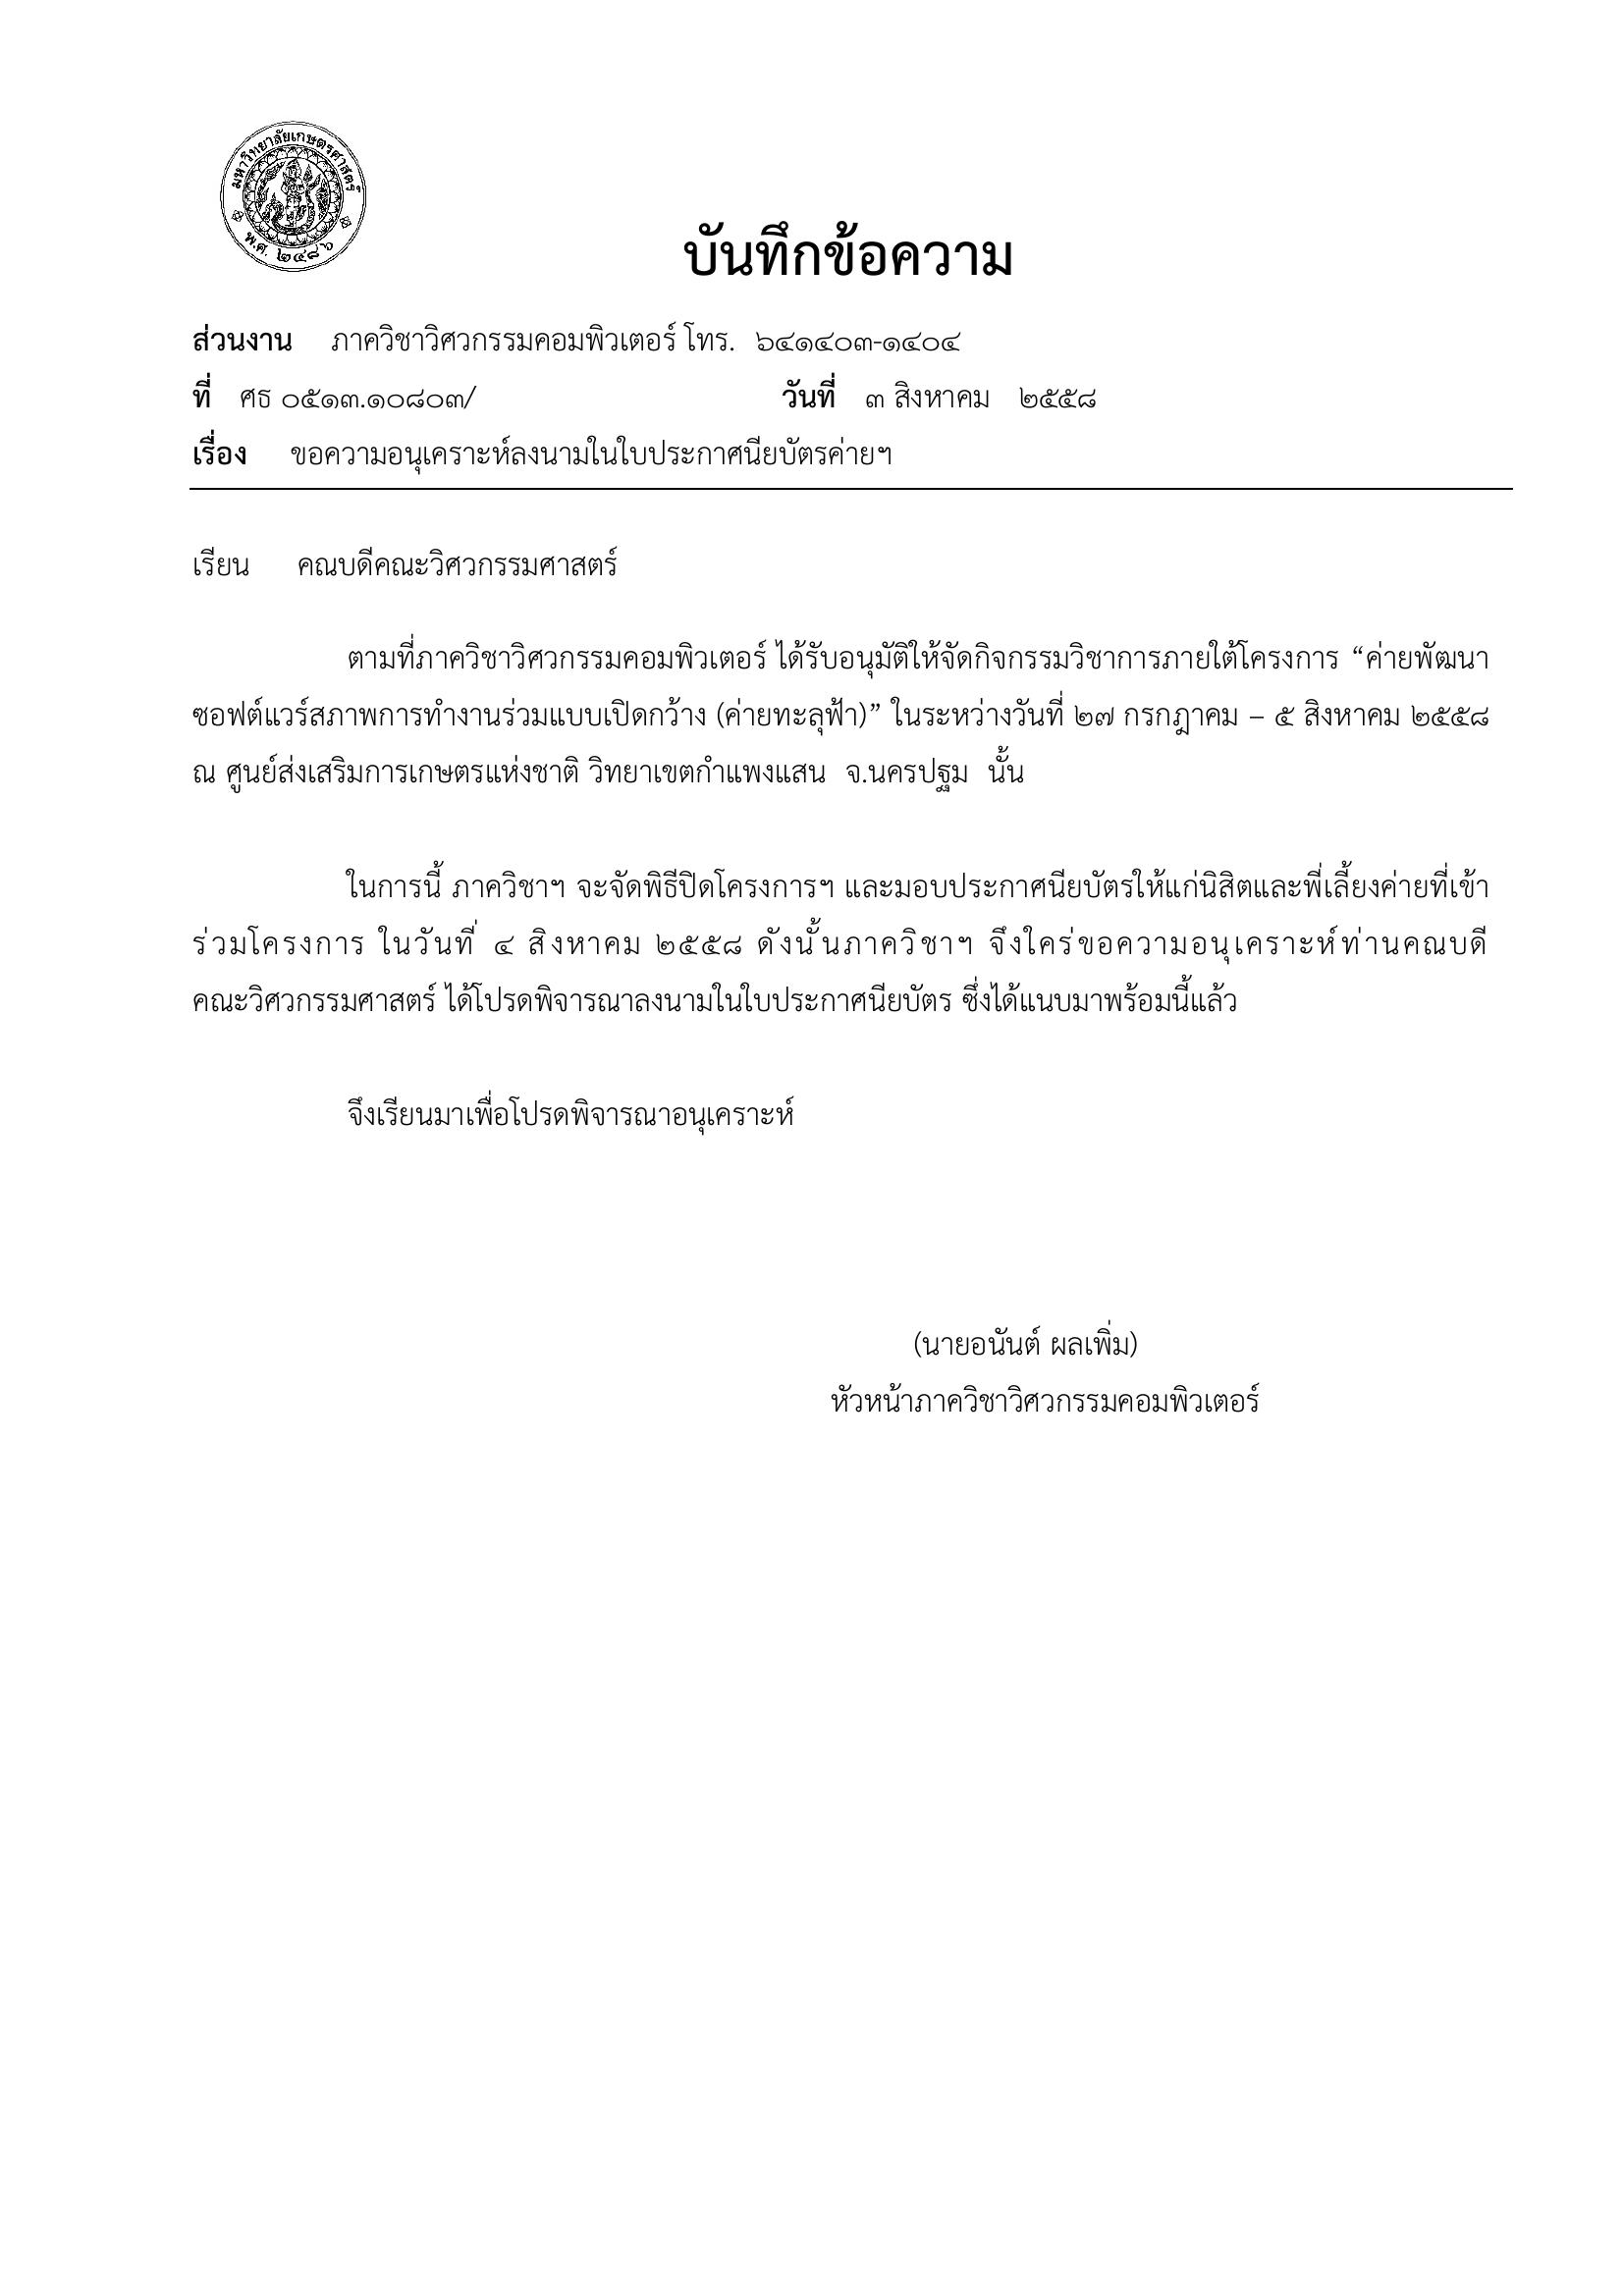 มหาวิทยาลัยเกษตรศาสตร์
พ.ศ. ๒๔๘๖
บันทึกข้อความ
ส่วนงาน ภาควิชาวิศวกรรมคอมพิวเตอร์ โทร. ๖๔๑๔๐๓-๑๔๐๔
ที่ ศธ ๐๕๑๓.๑๐๘๐๓/ วันที่ ๓ สิงหาคม ๒๕๕๘
เรื่อง ขอความอนุเคราะห์ลงนามในใบประกาศนียบัตรค่ายฯ
เรียน คณบดีคณะวิศวกรรมศาสตร์
ตามที่ภาควิชาวิศวกรรมคอมพิวเตอร์ ได้รับอนุมัติให้จัดกิจกรรมวิชาการภายใต้โครงการ “ค่ายพัฒนา
ซอฟต์แวร์สภาพการทำงานร่วมแบบเปิดกว้าง (ค่ายทะลุฟ้า)” ในระหว่างวันที่ ๒๗ กรกฎาคม – ๕ สิงหาคม ๒๕๕๘
ณ ศูนย์ส่งเสริมการเกษตรแห่งชาติ วิทยาเขตกำแพงแสน จ.นครปฐม นั้น
ในการนี้ ภาควิชาฯ จะจัดพิธีปิดโครงการฯ และมอบประกาศนียบัตรให้แก่นิสิตและพี่เลี้ยงค่ายที่เข้า
ร่วมโครงการ ในวันที่ ๔ สิงหาคม ๒๕๕๘ ดังนั้นภาควิชาฯ จึงใคร่ขอความอนุเคราะห์ท่านคณบดี
คณะวิศวกรรมศาสตร์ ได้โปรดพิจารณาลงนามในใบประกาศนียบัตร ซึ่งได้แนบมาพร้อมนี้แล้ว
จึงเรียนมาเพื่อโปรดพิจารณาอนุเคราะห์
(นายอนันต์ ผลเพิ่ม)
หัวหน้าภาควิชาวิศวกรรมคอมพิวเตอร์